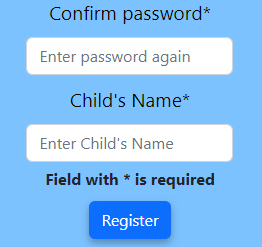 Confirm password*
Enter password again
Child's Name*
Enter Child's Name
Field with * is required
Register